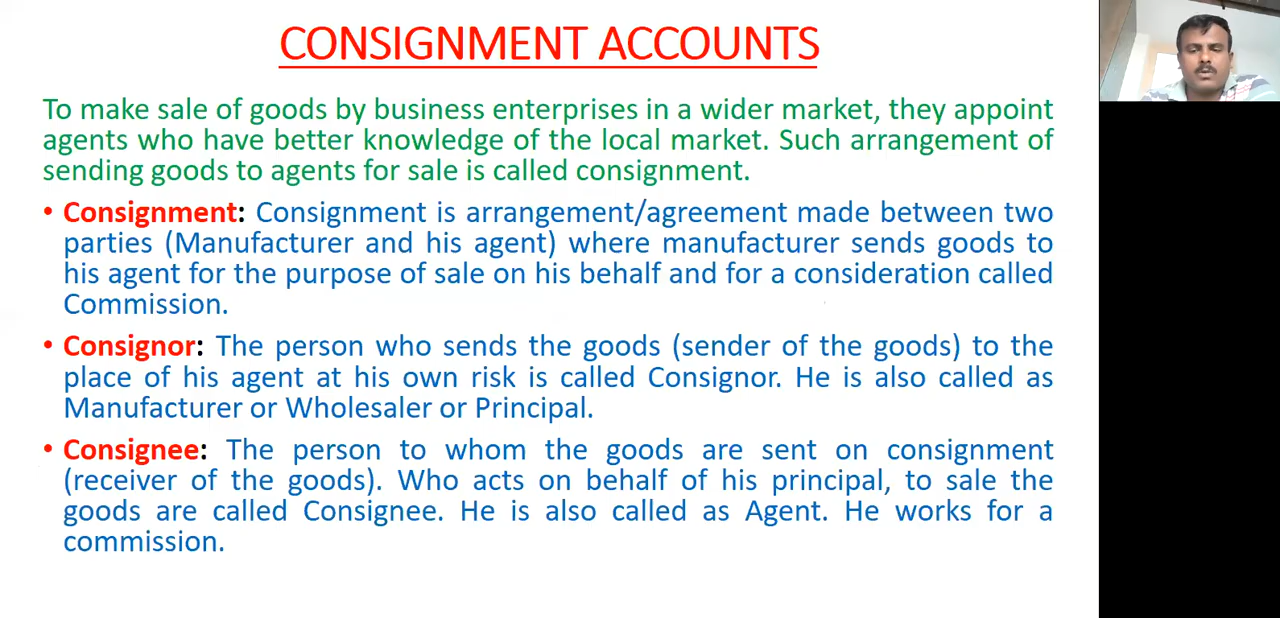 CONSIGNMENT ACCOUNTS
To make sale of goods by business enterprises in a wider market, they appoint
agents who have better knowledge of the local market. Such arrangement of
sending goods to agents for sale is called consignment.
• Consignment: Consignment is arrangement/agreement made between two
parties (Manufacturer and his agent) where manufacturer sends goods to
his agent for the purpose of sale on his behalf and for a consideration called
Commission.
• Consignor: The person who sends the goods (sender of the goods) to the
place of his agent at his own risk is called Consignor. He is also called as
Manufacturer or Wholesaler or Principal.
• Consignee: The person to whom the goods are sent on consignment
(receiver of the goods). Who acts on behalf of his principal, to sale the
goods are called Consignee. He is also called as Agent. He works for a
commission.